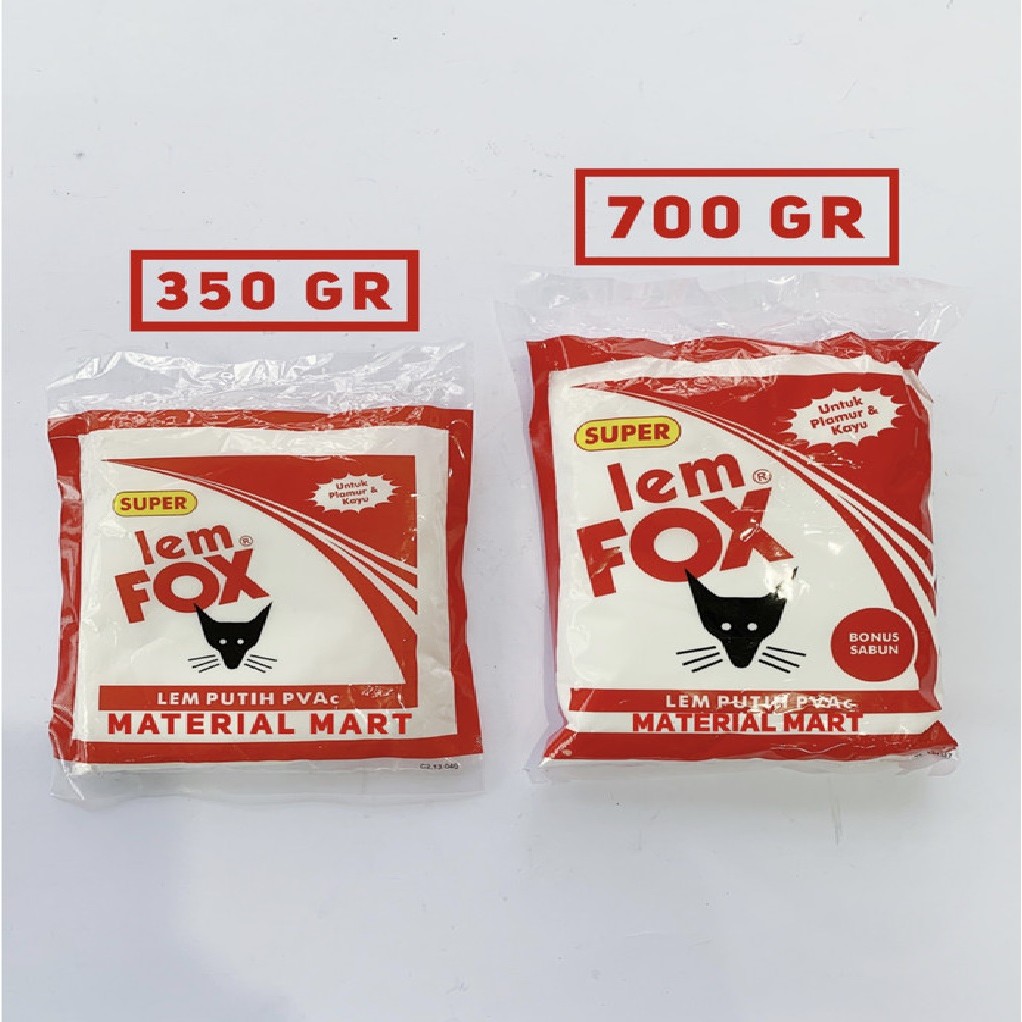 350 GR
SUPER
Untuk
Plamur &
Kayu
lem®
FOX
LEM PUTIH PVAc
MATERIAL MART
700 GR
SUPER
Untuk
Plamur &
Kayu
lem®
FOX
BONUS
SABUN
LEM PUTIH PVAc
MATERIAL MART